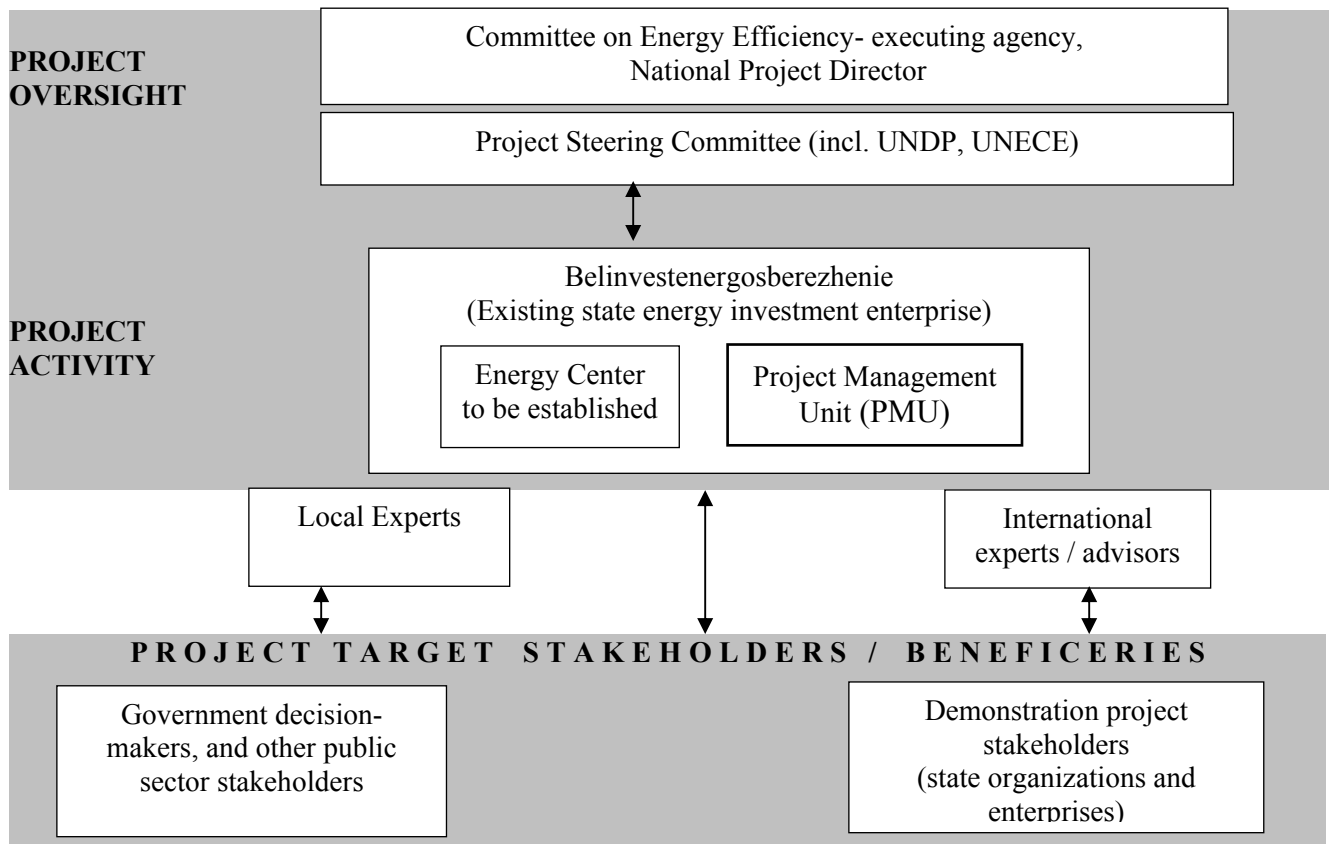 PROJECT
OVERSIGHT
Committee on Energy Efficiency- executing agency,
National Project Director
Project Steering Committee (incl. UNDP, UNECE)
PROJECT
ACTIVITY
Belinvestenergosberezhenie
(Existing state energy investment enterprise)
Energy Center
to be established
Project Management
Unit (PMU)
Local Experts
International
experts / advisors
PROJECT TARGET STAKEHOLDERS / BENEFICERIES
Government decision-
makers, and other public
sector stakeholders
Demonstration project
stakeholders
(state organizations and
enterprises)